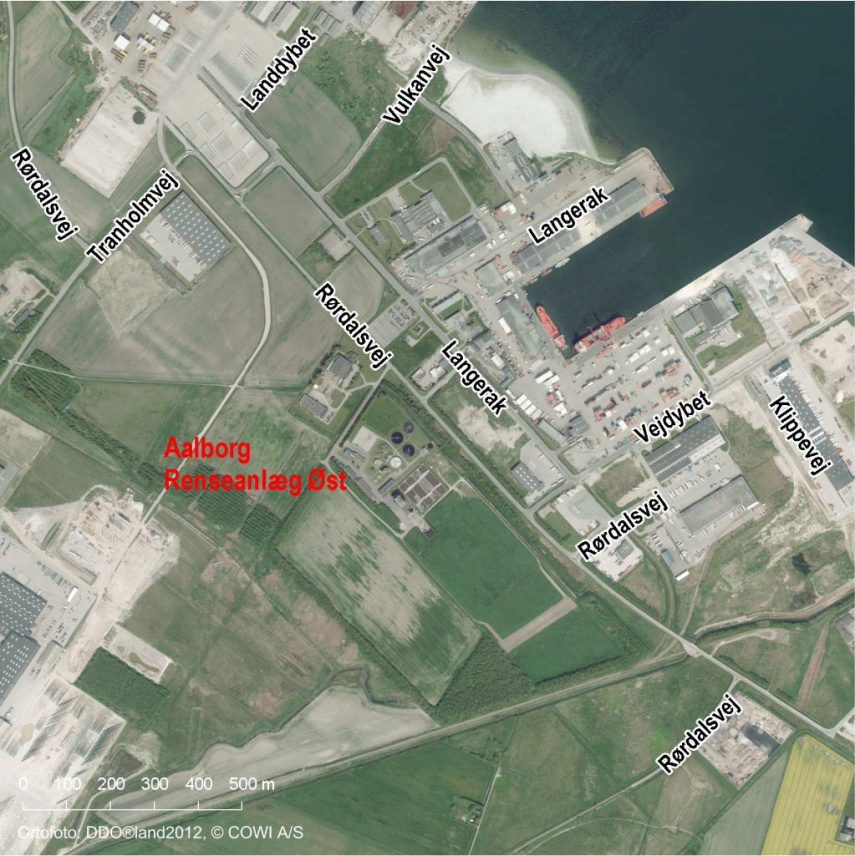 Landdybet
Vulkanvej
Rørdalsvej
Tranholmvej
Langerak
Rørdalsvej
Langerak
Vejdybet
Klippevej
Aalborg
Renseanlæg Øst
Rørdalsvej
Rørdalsvej
0 100 200 300 400 500 m
Ortofoto: DDO®land2012, © COWI A/S